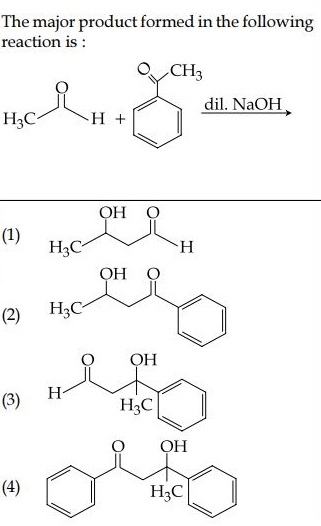 The major product formed in the following
reaction is :
O CH3
O
dil. NaOH
H3C H +
OH O
(1) H3C H
OH O
(2) H3C
O OH
(3) H H3C
O OH
(4) H3C